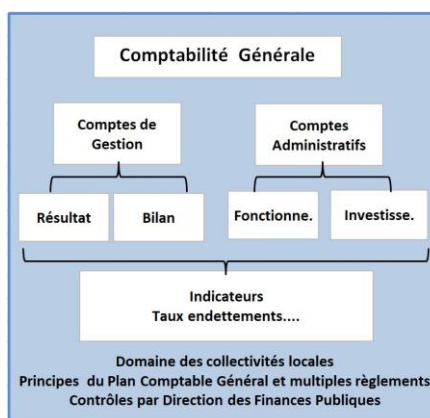 Comptabilité Générale
Comptes de
Gestion
Comptes
Administratifs
Résultat
Bilan
Fonctionne.
Investisse.
Indicateurs
Taux endettements....
Domaine des collectivités locales
Principes du Plan Comptable Général et multiples règlements
Contrôles par Direction des Finances Publiques